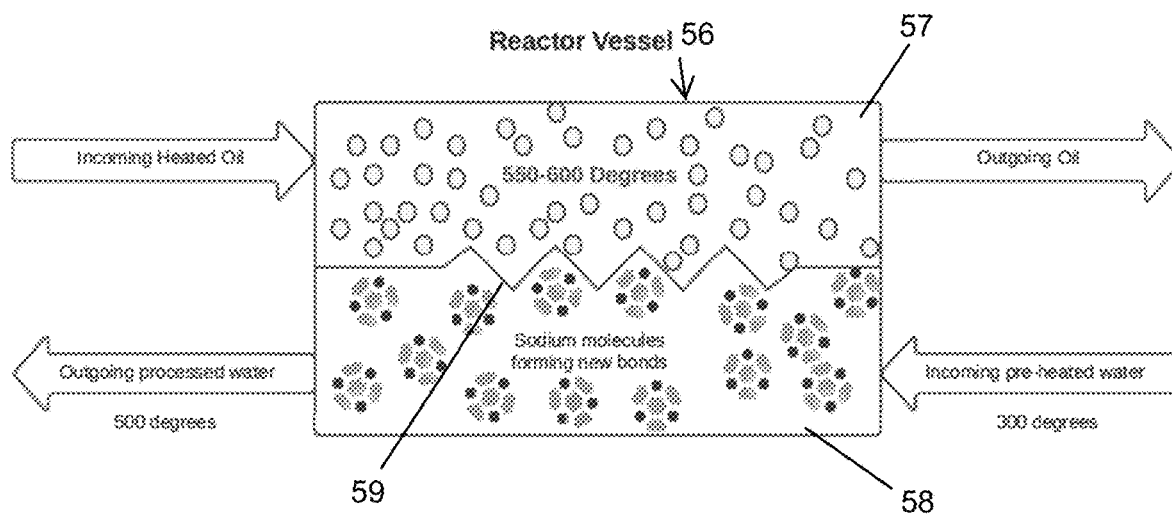 Reactor Vessel 56
57
Incoming Heated Oil
550-600 Degrees
Outgoing Oil
Sodium molecules
forming new bonds
Outgoing processed water
Incoming pre-heated water
500 degrees
300 degrees
59
58